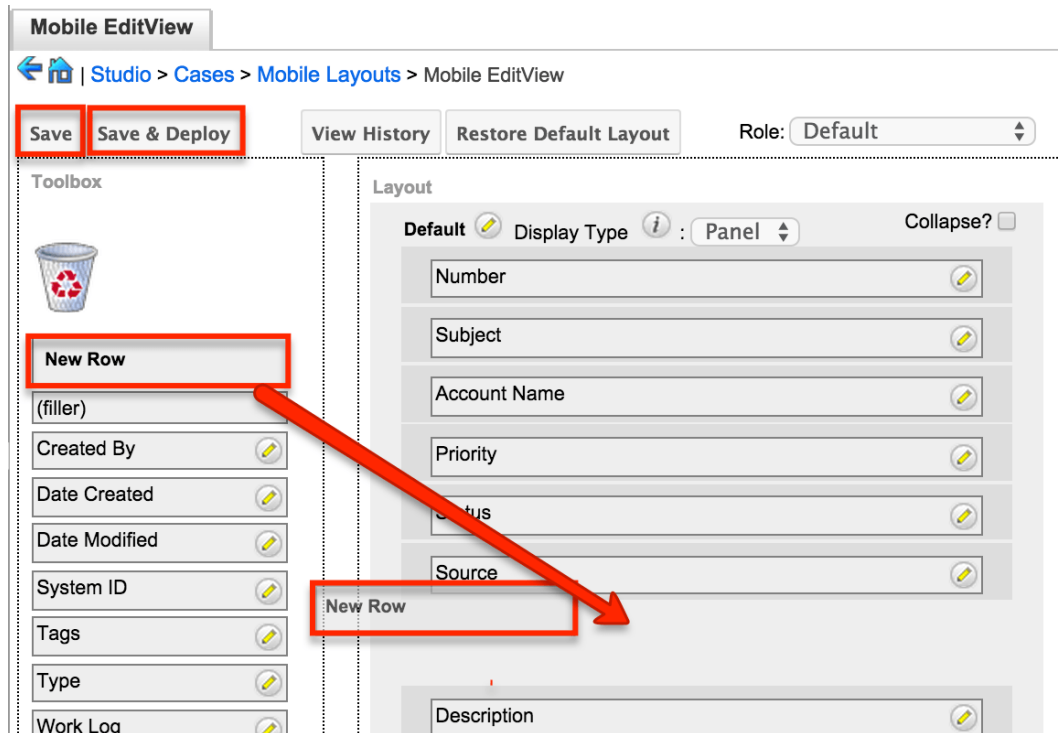 Mobile EditView
| Studio > Cases > Mobile Layouts > Mobile EditView
Save Save & Deploy View History Restore Default Layout Role: Default
Toolbox
New Row
(filler)
Created By
Date Created
Date Modified
System ID
Tags
Type
Work Log
Layout
Default Display Type i : Panel Collapse?
Number
Subject
Account Name
Priority
Status
Source
New Row
Description